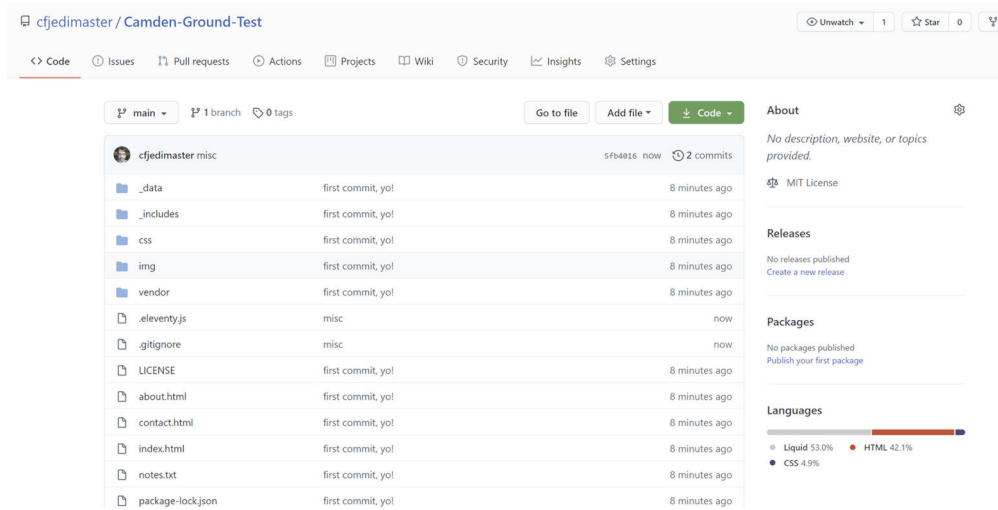 cfjedimaster / Camden-Ground-Test
Unwatch 1 Star 0
Code Issues Pull requests Actions Projects Wiki Security Insights Settings
main 1 branch 0 tags Go to file Add file Code
cfjedimaster misc 5fb4016 now 2 commits
_data first commit, yo! 8 minutes ago
_includes first commit, yo! 8 minutes ago
css first commit, yo! 8 minutes ago
img first commit, yo! 8 minutes ago
vendor first commit, yo! 8 minutes ago
.eleventy.js misc now
.gitignore misc now
LICENSE first commit, yo! 8 minutes ago
about.html first commit, yo! 8 minutes ago
contact.html first commit, yo! 8 minutes ago
index.html first commit, yo! 8 minutes ago
notes.txt first commit, yo! 8 minutes ago
package-lock.json first commit, yo! 8 minutes ago
About
No description, website, or topics
provided.
MIT License
Releases
No releases published
Create a new release
Packages
No packages published
Publish your first package
Languages
Liquid 53.0% HTML 42.1%
CSS 4.9%